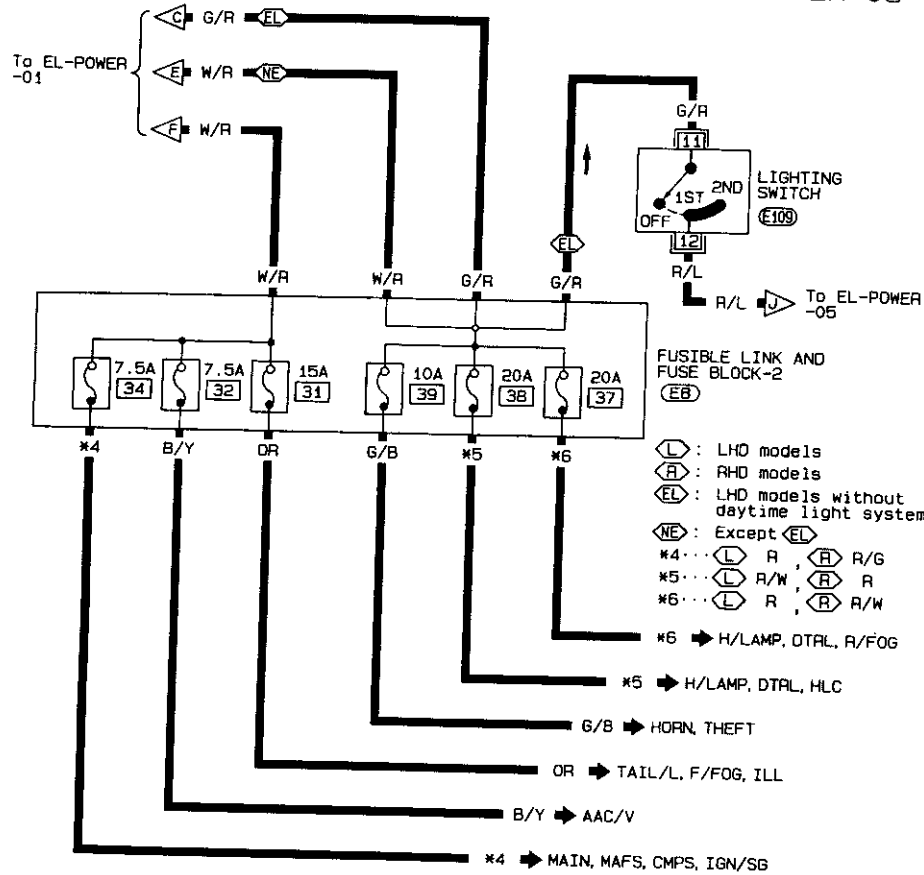 C G/R EL
To EL-POWER
-01
E W/R NE
F W/R
G/R
11
LIGHTING
SWITCH
E109
1ST 2ND
OFF
12
EL
R/L
R/L J To EL-POWER
-05
W/R W/R G/R G/R
7.5A 7.5A 15A 10A 20A 20A
34 32 31 39 38 37
FUSIBLE LINK AND
FUSE BLOCK-2
E8
*4 B/Y OR G/B *5 *6
L : LHD models
R : RHD models
EL : LHD models without
daytime light system
NE : Except EL
*4 ··· L R , R R/G
*5 ··· L R/W , R R
*6 ··· L R , R R/W
*6 ➡ H/LAMP, DTRL, R/FOG
*5 ➡ H/LAMP, DTRL, HLC
G/B ➡ HORN, THEFT
OR ➡ TAIL/L, F/FOG, ILL
B/Y ➡ AAC/V
*4 ➡ MAIN, MAFS, CMPS, IGN/SG